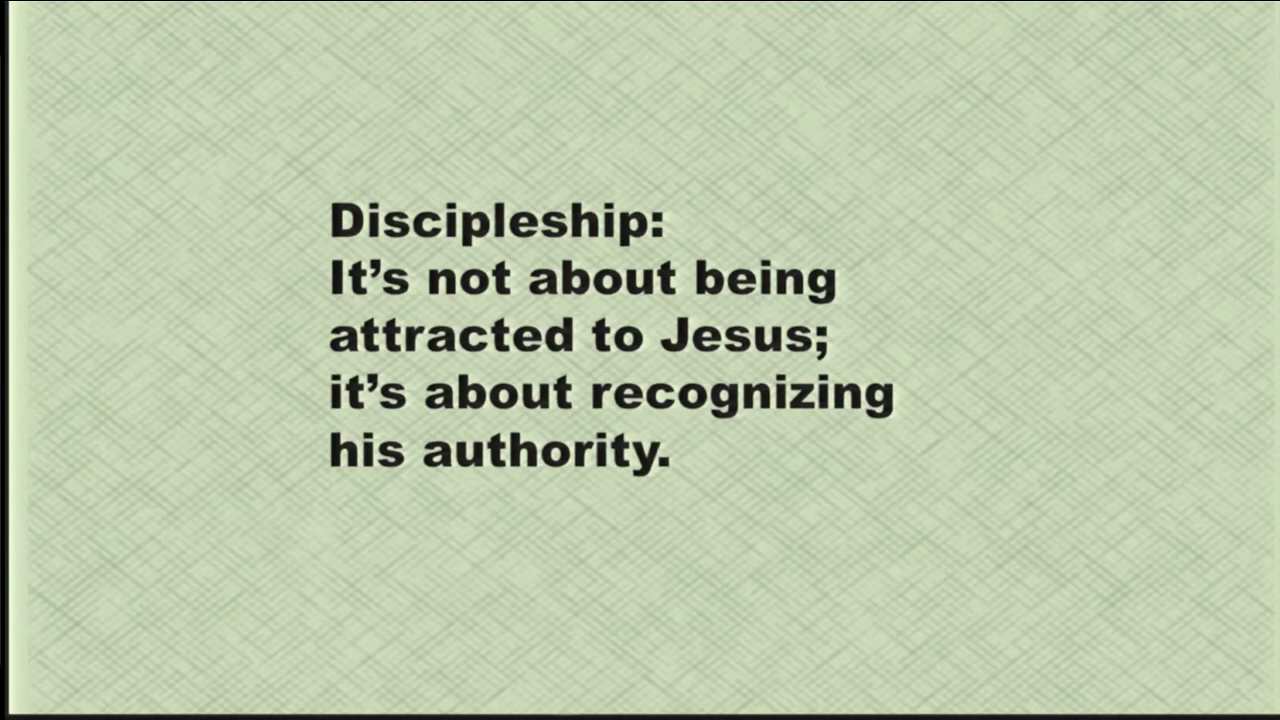 Discipleship:
It’s not about being
attracted to Jesus;
it’s about recognizing
his authority.